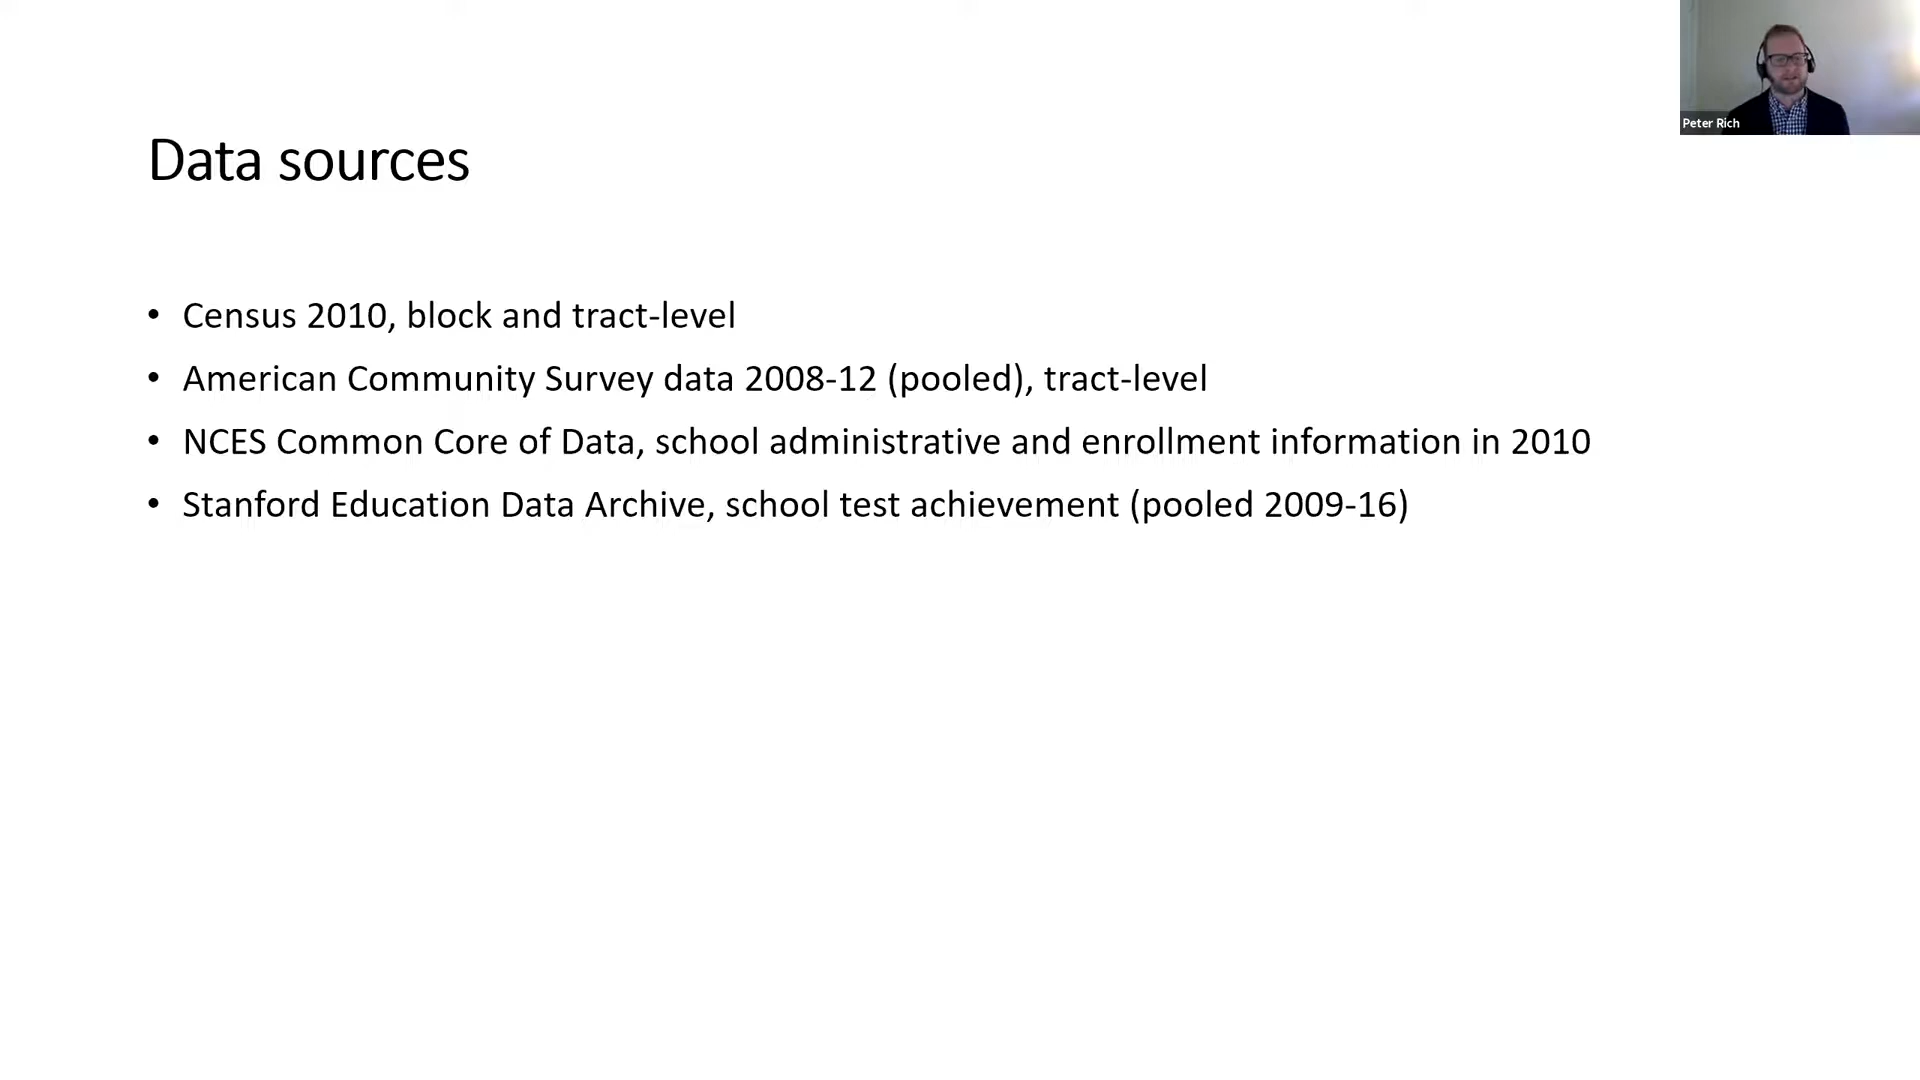 Peter Rich
Data sources
• Census 2010, block and tract-level
• American Community Survey data 2008-12 (pooled), tract-level
• NCES Common Core of Data, school administrative and enrollment information in 2010
• Stanford Education Data Archive, school test achievement (pooled 2009-16)